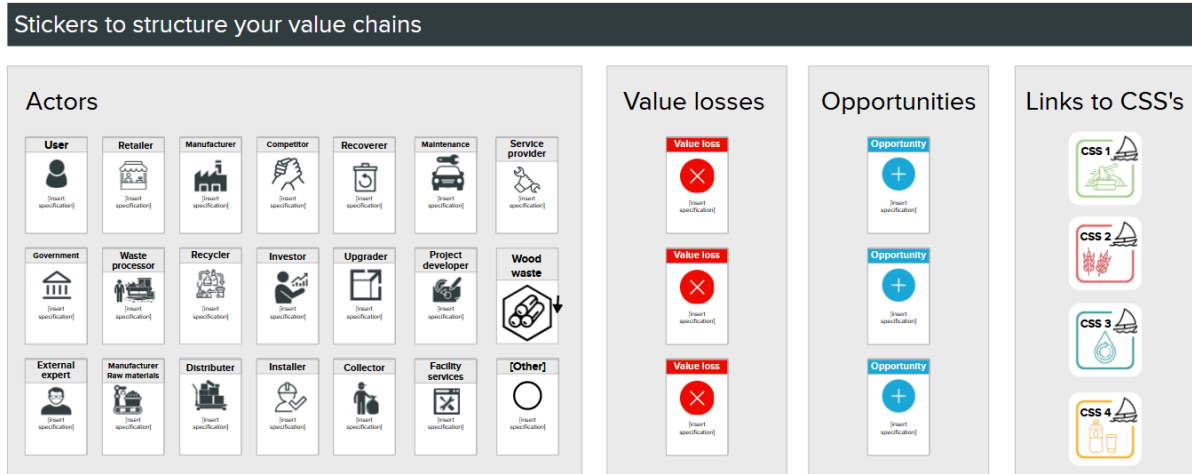 Stickers to structure your value chains
Actors
User
[insert
specification]
Retailer
[insert
specification]
Manufacturer
[insert
specification]
Competitor
[insert
specification]
Recoverer
[insert
specification]
Maintenance
[insert
specification]
Service
provider
[insert
specification]
Government
[insert
specification]
Waste
processor
[insert
specification]
Recycler
[insert
specification]
Investor
[insert
specification]
Upgrader
[insert
specification]
Project
developer
[insert
specification]
Wood
waste
External
expert
[insert
specification]
Manufacturer
Raw materials
[insert
specification]
Distributer
[insert
specification]
Installer
[insert
specification]
Collector
[insert
specification]
Facility
services
[insert
specification]
[Other]
[insert
specification]
Value losses
Value loss
[insert
specification]
Value loss
[insert
specification]
Value loss
[insert
specification]
Opportunities
Opportunity
[insert
specification]
Opportunity
[insert
specification]
Opportunity
[insert
specification]
Links to CSS's
CSS 1
CSS 2
CSS 3
CSS 4